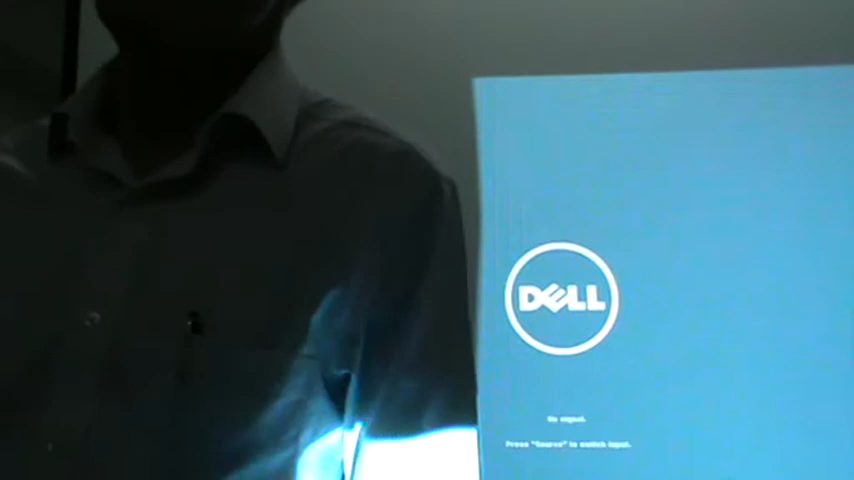 DELL
No signal.
Press "Source" to switch input.